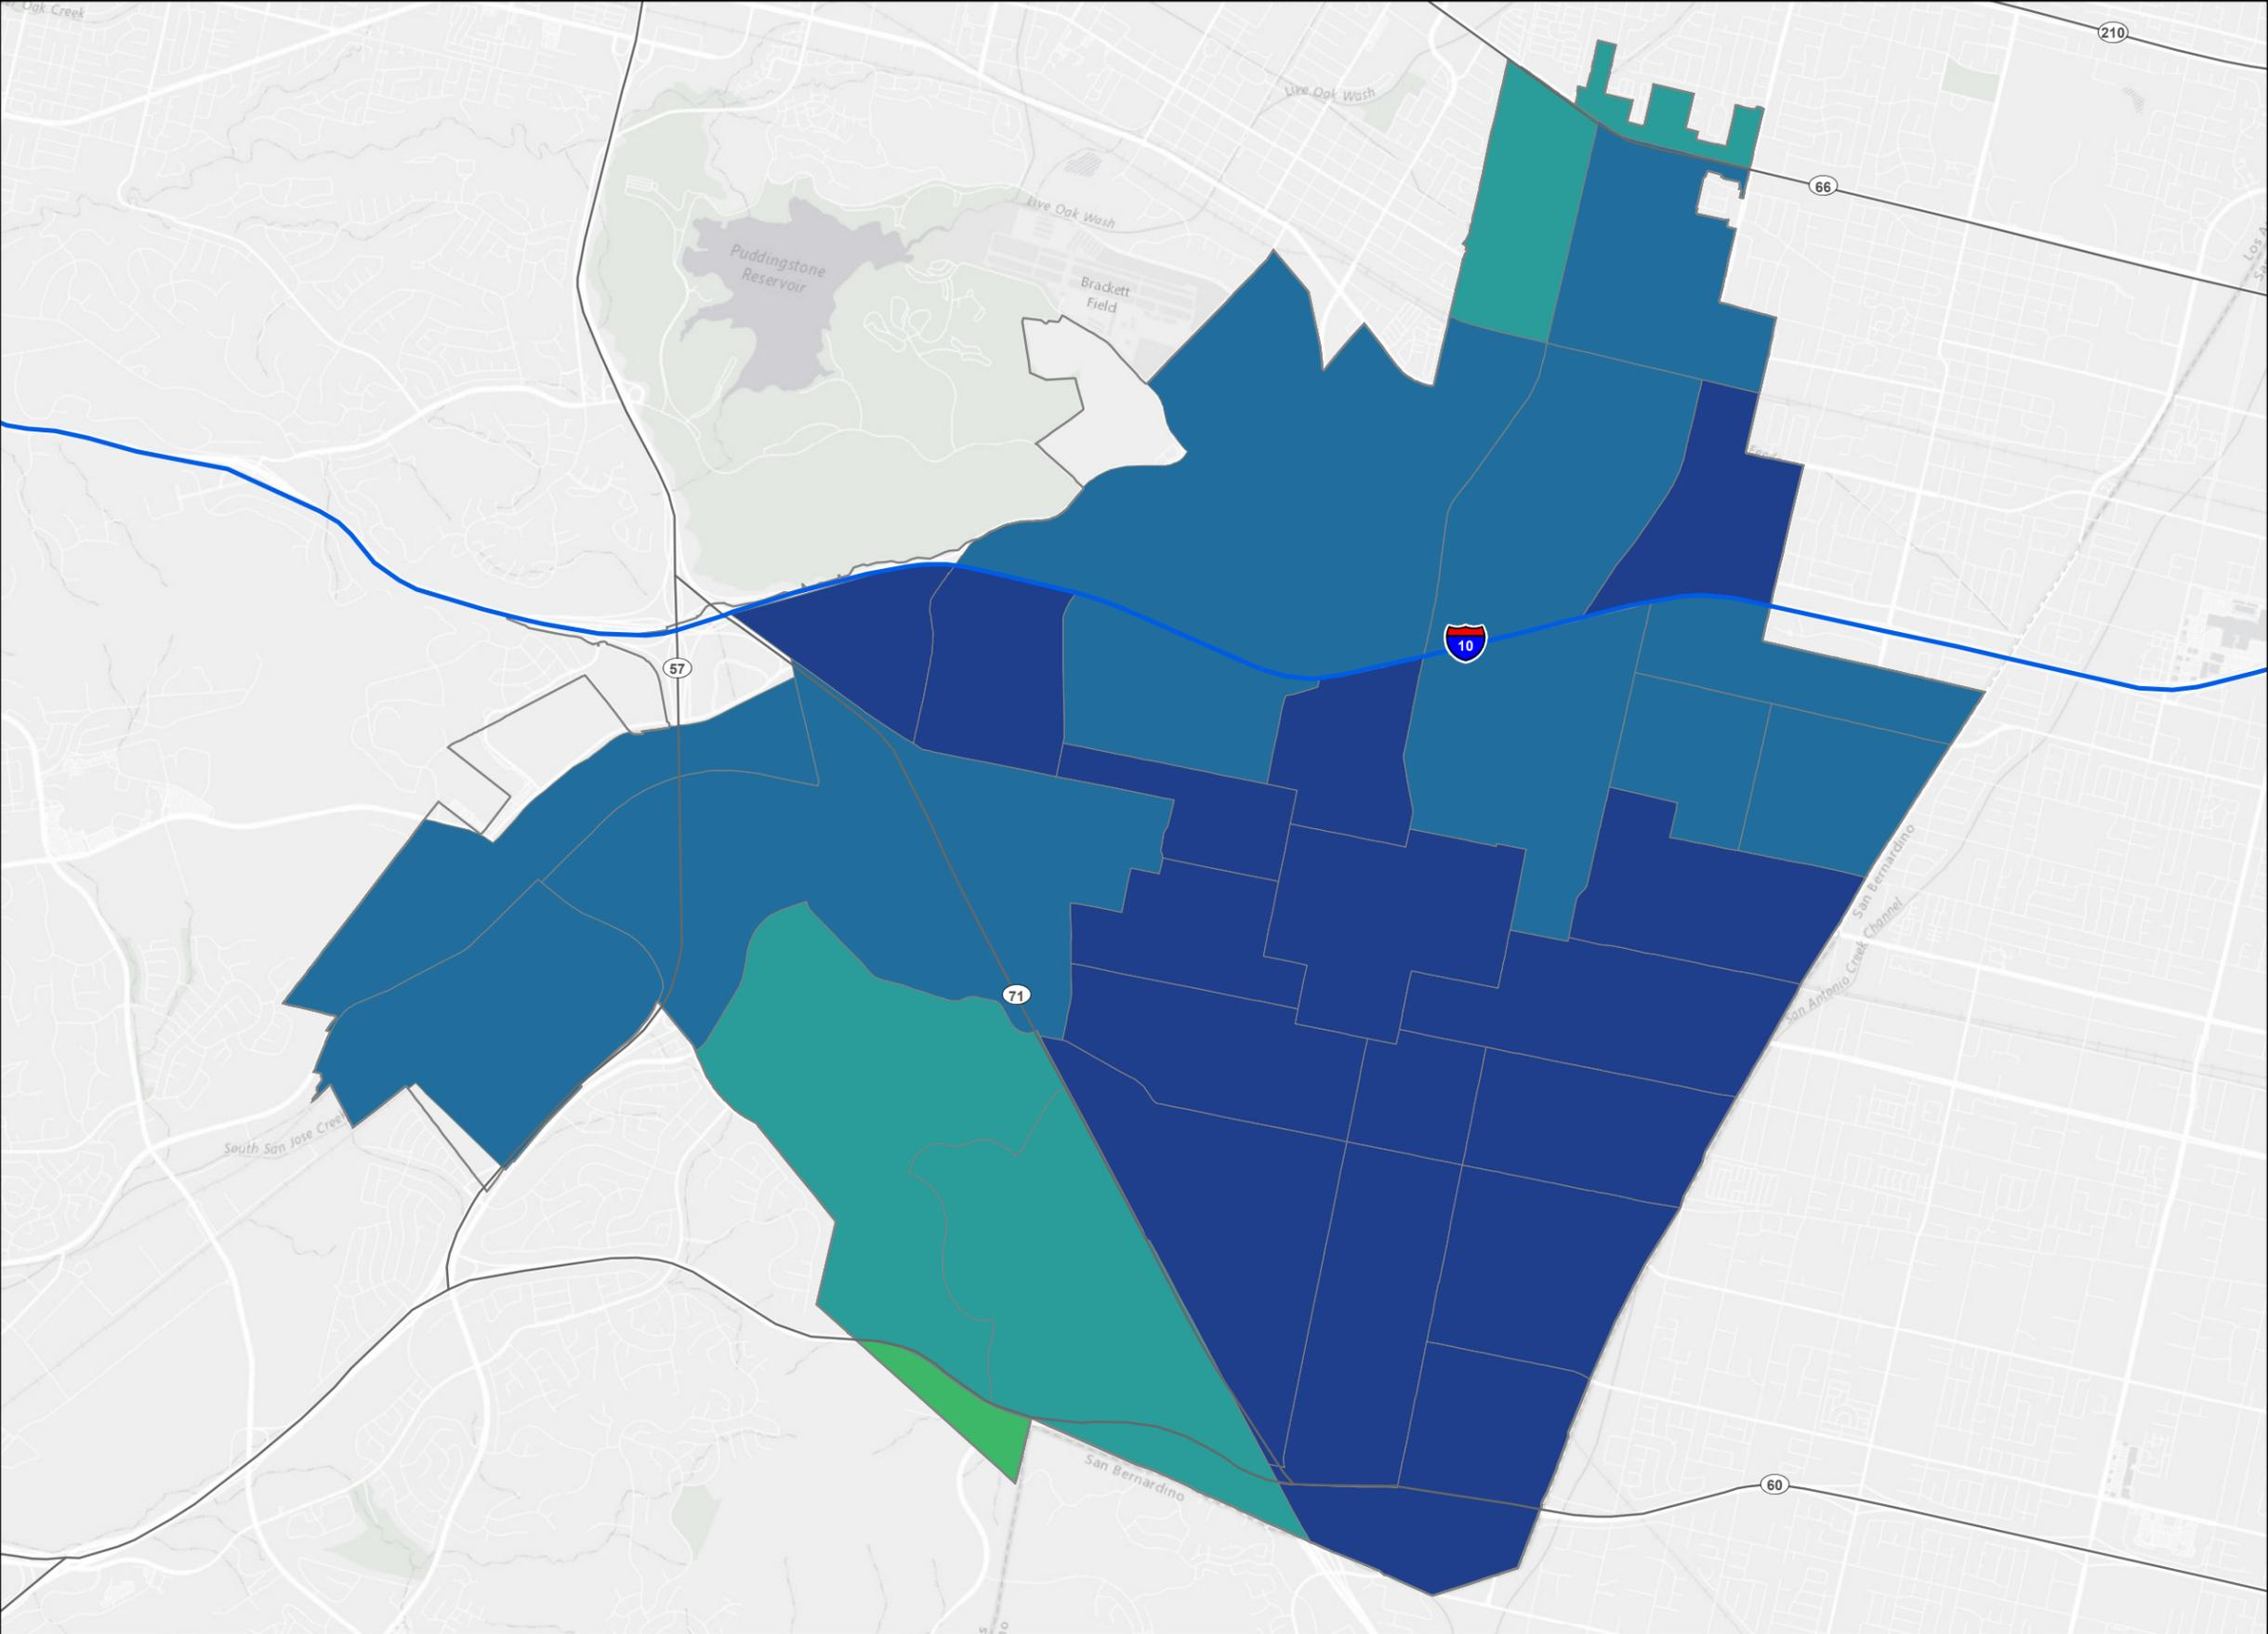 Oak Creek
210
Live Oak Wash
66
Live Oak Wash
Puddingstone
Reservoir
Brackett
Field
10
57
San Bernardino
San Antonio Creek Channel
71
South San Jose Creek
San Bernardino
60